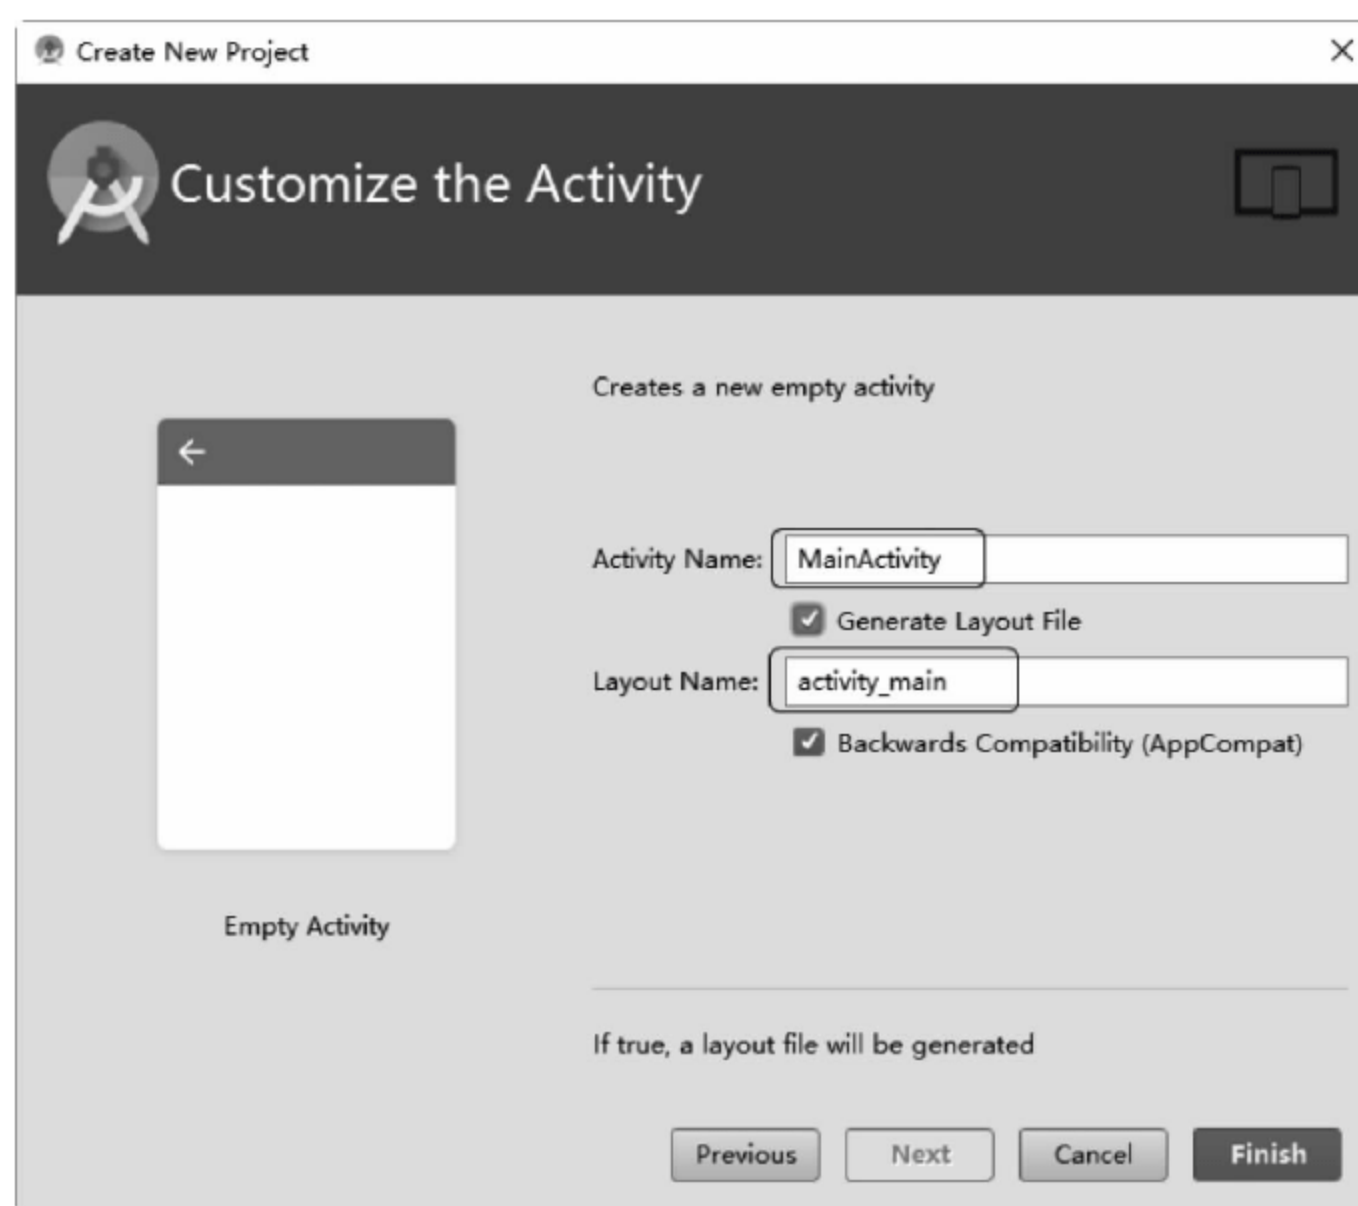 Create New Project
Customize the Activity
Creates a new empty activity
Activity Name: MainActivity
Generate Layout File
Layout Name: activity_main
Backwards Compatibility (AppCompat)
Empty Activity
If true, a layout file will be generated
Previous Next Cancel Finish